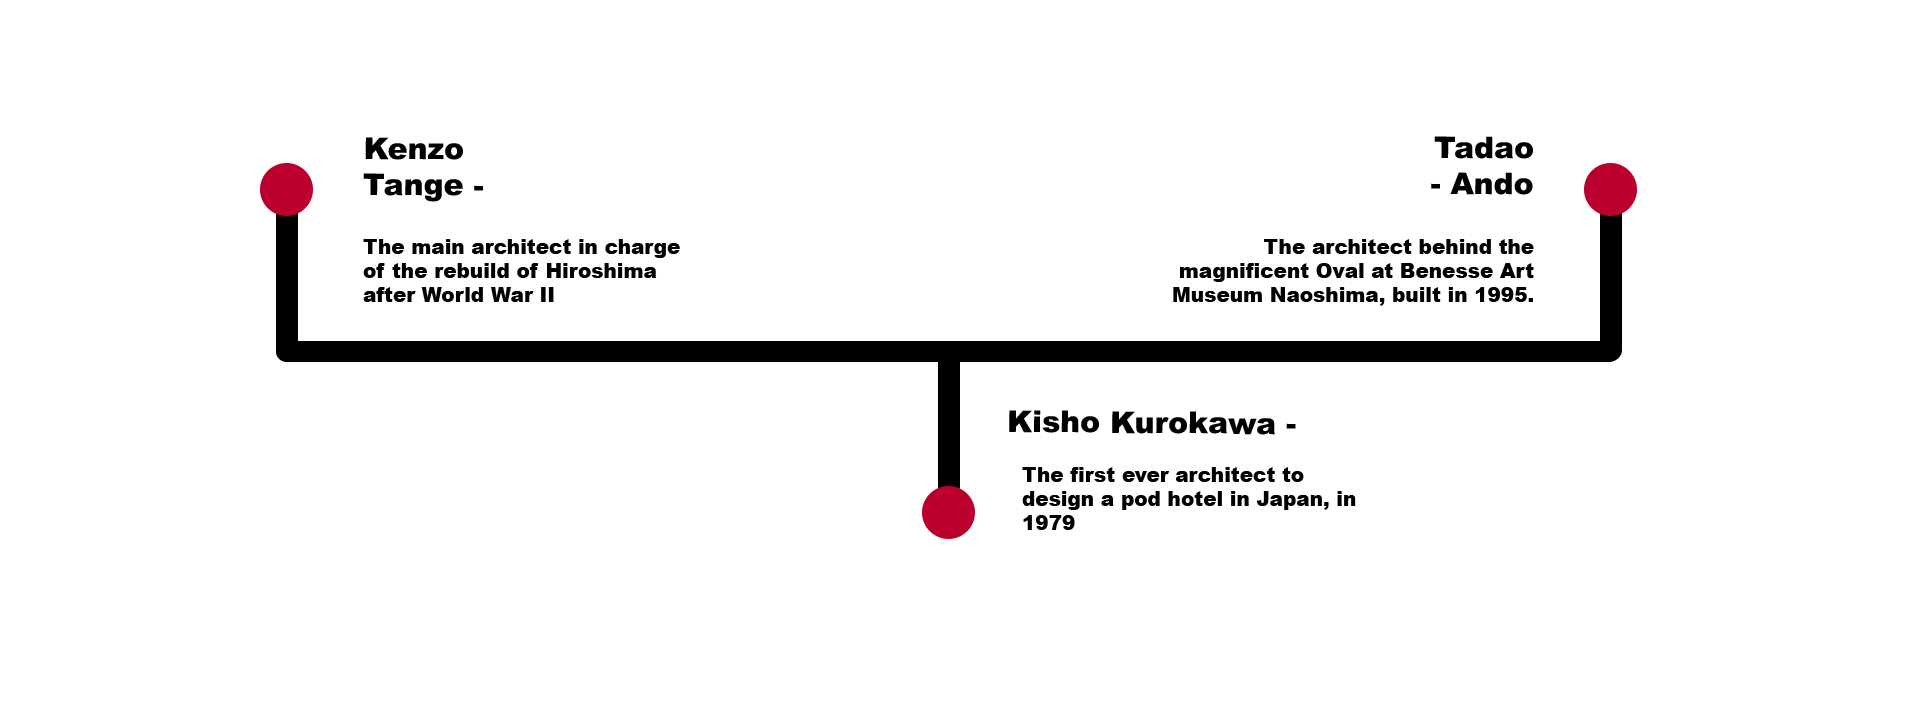 Kenzo
Tange -
The main architect in charge
of the rebuild of Hiroshima
after World War II
Tadao
- Ando
The architect behind the
magnificent Oval at Benesse Art
Museum Naoshima, built in 1995.
Kisho Kurokawa -
The first ever architect to
design a pod hotel in Japan, in
1979